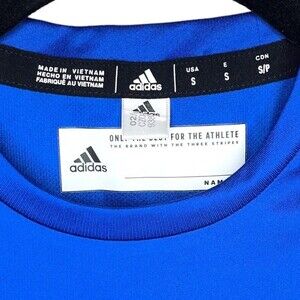 MADE IN VIETNAM
HECHO EN VIETNAM
FABRIQUÉ AU VIETNAM
adidas
USA
S
E
S
CDN
S/P
ONLY THE BEST FOR THE ATHLETE
THE BRAND WITH THE THREE STRIPES
adidas